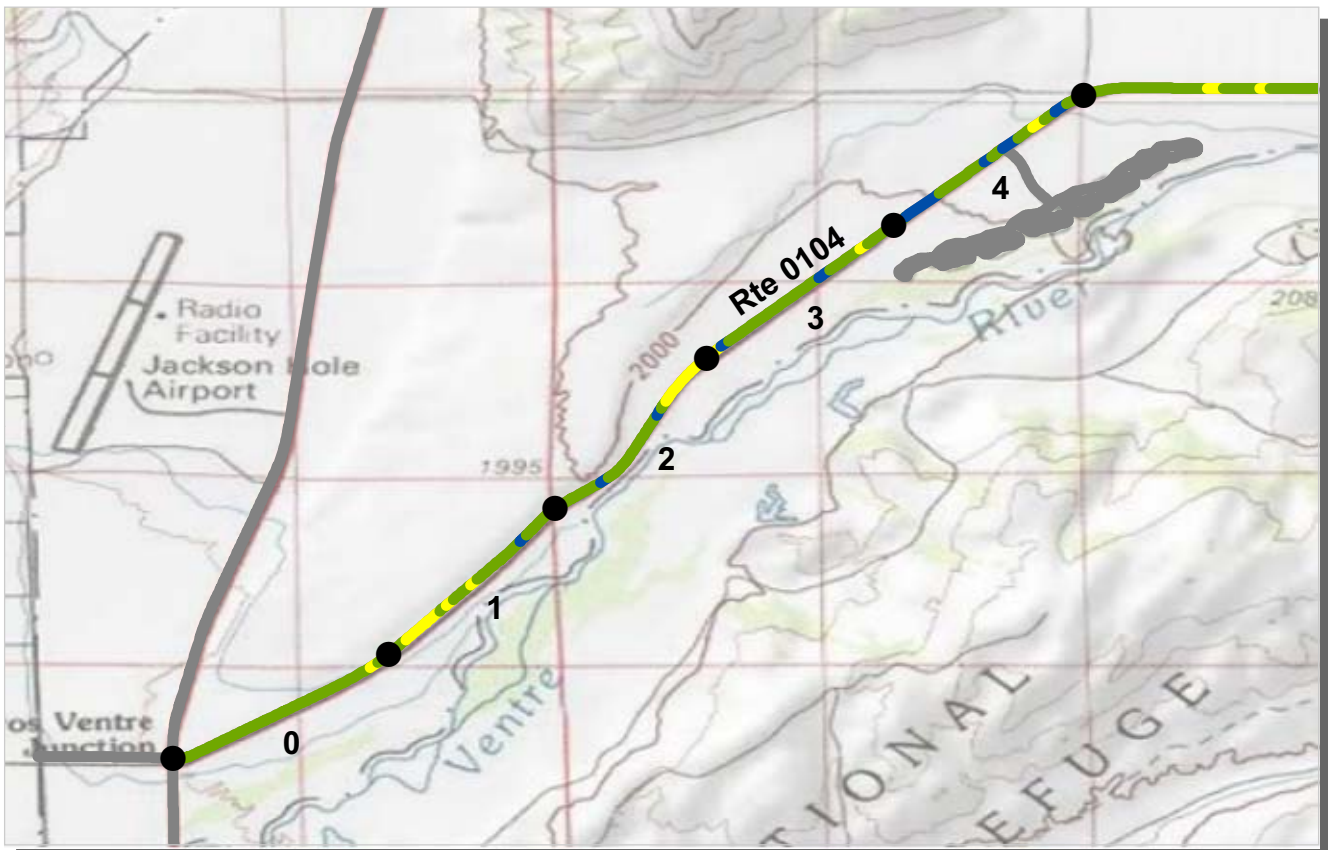 4
Rte 0104
208
3
River
Radio
Facility
Jackson Hole
Airport
2000
2
1995
1
os Ventre
Junction
0
Ventre
TIONAL
EFUGE